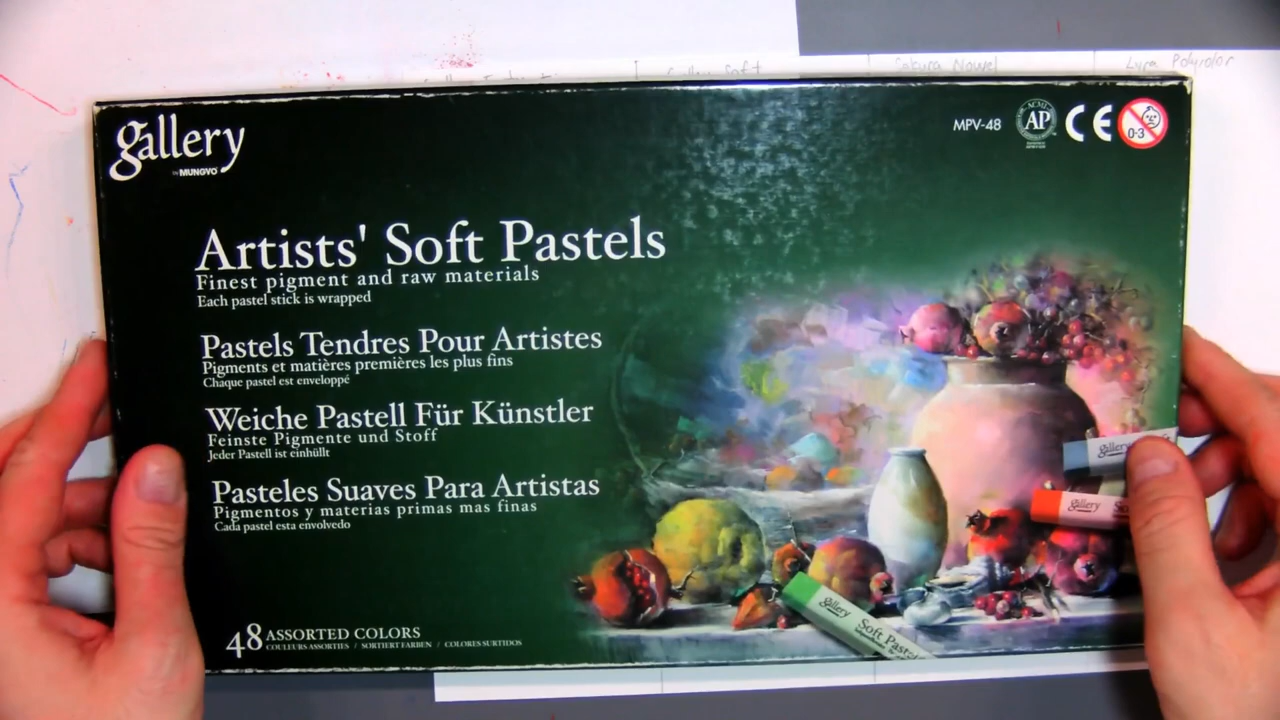 Sakura Nouvel
Lyra Polycolor
gallery
by MUNGYO
MPV-48
ACMI
AP
CE
0-3
Artists' Soft Pastels
Finest pigment and raw materials
Each pastel stick is wrapped
Pastels Tendres Pour Artistes
Pigments et matières premières les plus fins
Chaque pastel est enveloppé
Weiche Pastell Für Künstler
Feinste Pigmente und Stoff
Jeder Pastell ist einhüllt
Pasteles Suaves Para Artistas
Pigmentos y materias primas mas finas
Cada pastel esta envolvedo
gallery
gallery So
gallery Soft Paste
48 ASSORTED COLORS
COULEURS ASSORTIES / SORTIERT FARBEN / COLORES SURTIDOS